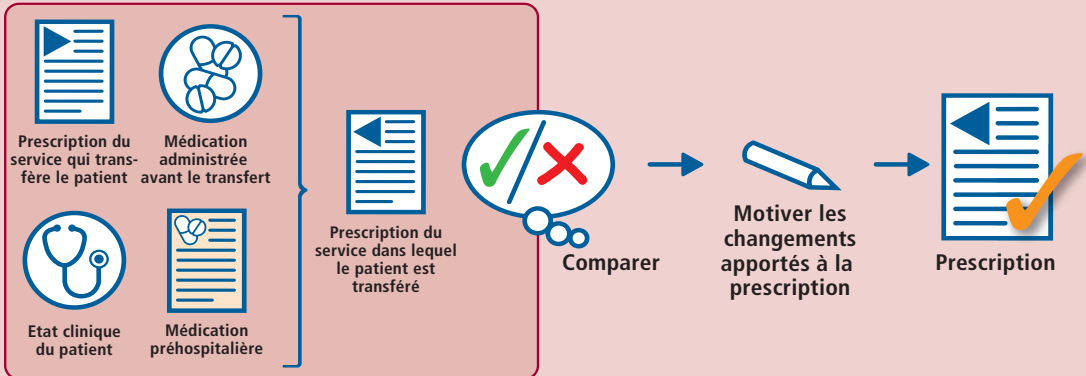 Prescription du
service qui trans-
fère le patient
Médication
administrée
avant le transfert
Etat clinique
du patient
Médication
préhospitalière
Prescription du
service dans lequel
le patient est
transféré
Comparer
Motiver les
changements
apportés à la
prescription
Prescription